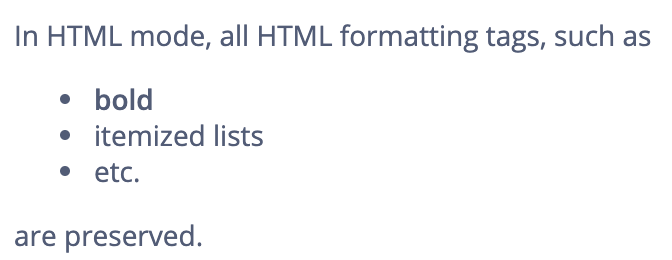 In HTML mode, all HTML formatting tags, such as
• bold
• itemized lists
• etc.
are preserved.